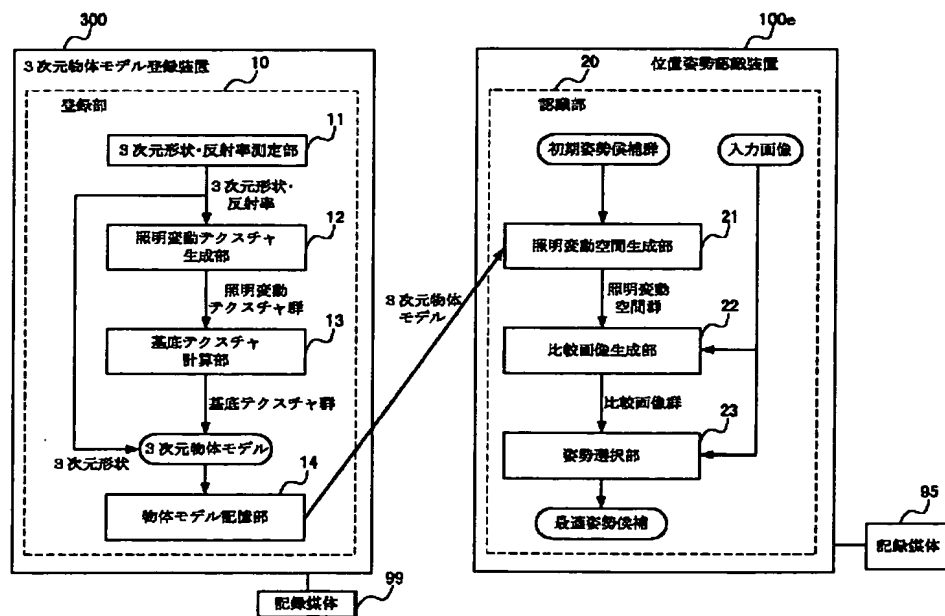 300
3次元物体モデル登録装置
10
登録部
11
3次元形状・反射率測定部
3次元形状・
反射率
12
照明変動テクスチャ
生成部
照明変動
テクスチャ群
13
基底テクスチャ
計算部
基底テクスチャ群
3次元物体モデル
3次元形状
14
物体モデル配置部
99
記録媒体
3次元物体
モデル
100e
20
位置姿勢認識装置
認識部
初期姿勢候補群
入力画像
21
照明変動空間生成部
照明変動
空間群
22
比較画像生成部
比較画像群
23
姿勢選択部
最適姿勢候補
95
記録媒体